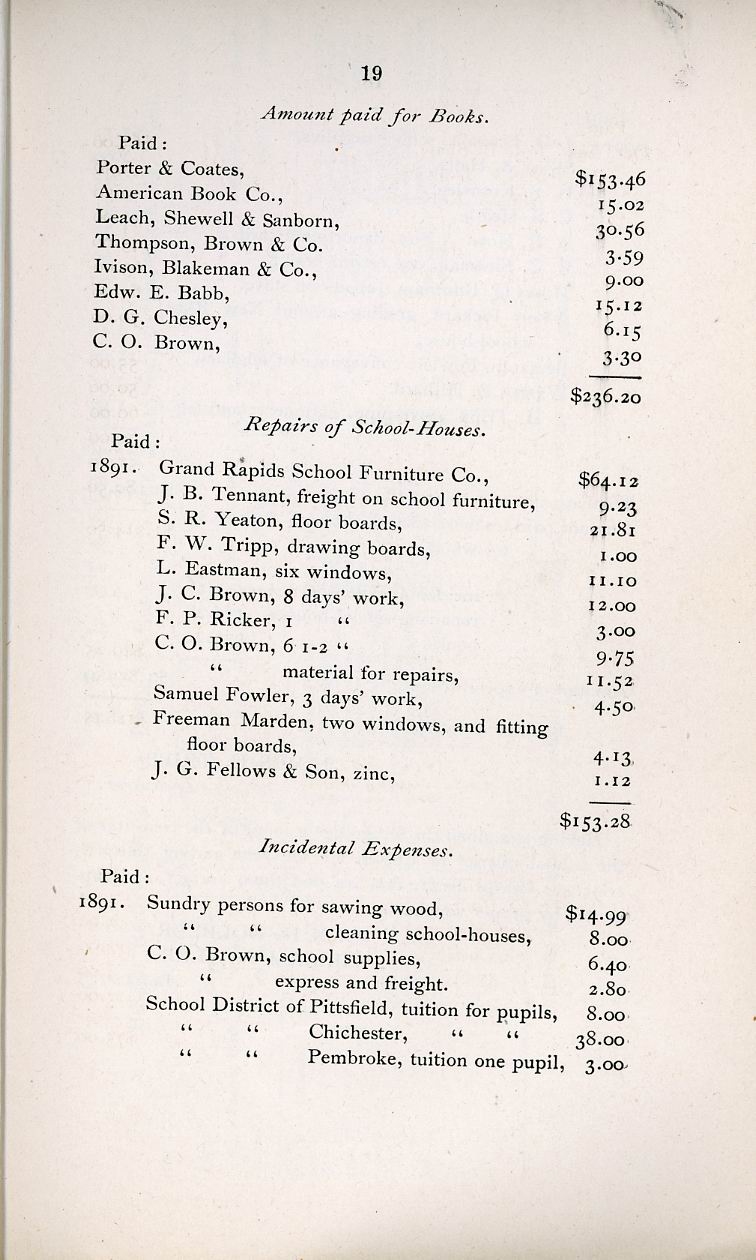 19
Amount paid for Books.
Paid :
Porter & Coates, $153.46
American Book Co., 15.02
Leach, Shewell & Sanborn, 30.56
Thompson, Brown & Co. 3.59
Ivison, Blakeman & Co., 9.00
Edw. E. Babb, 15.12
D. G. Chesley, 6.15
C. O. Brown, 3.30
$236.20
Repairs of School-Houses.
Paid :
1891. Grand Rapids School Furniture Co., $64.12
J. B. Tennant, freight on school furniture, 9.23
S. R. Yeaton, floor boards, 21.81
F. W. Tripp, drawing boards, 1.00
L. Eastman, six windows, 11.10
J. C. Brown, 8 days' work, 12.00
F. P. Ricker, 1 “ 3.00
C. O. Brown, 6 1-2 “ 9.75
“ material for repairs, 11.52
Samuel Fowler, 3 days' work, 4.50
Freeman Marden, two windows, and fitting
floor boards, 4.13
J. G. Fellows & Son, zinc, 1.12
$153.28
Incidental Expenses.
Paid :
1891. Sundry persons for sawing wood, $14.99
“ “ cleaning school-houses, 8.00
C. O. Brown, school supplies, 6.40
“ express and freight. 2.80
School District of Pittsfield, tuition for pupils, 8.00
“ “ Chichester, “ “ 38.00
“ “ Pembroke, tuition one pupil, 3.00